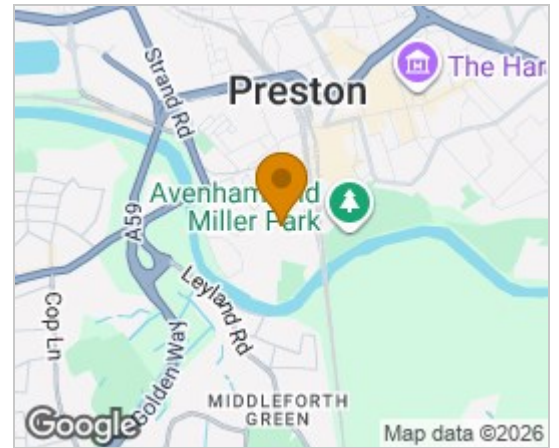 Strand Rd
Preston
The Har
Avenham and
Miller Park
A59
Leyland Rd
Cop Ln
Golden Way
MIDDLEFORTH
GREEN
Google
Map data ©2026